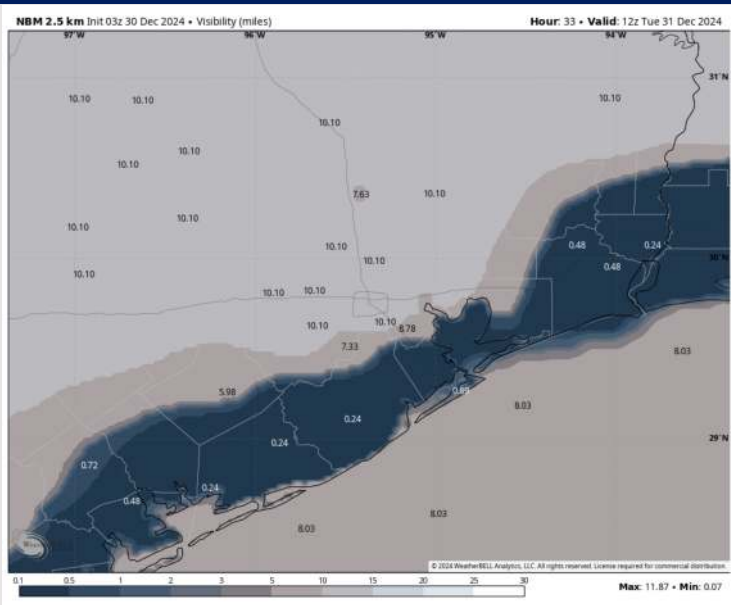 NBM 2.5 km Init 03z 30 Dec 2024 • Visibility (miles) Hour: 33 • Valid: 12z Tue 31 Dec 2024
97°W 96°W 95°W 94°W
31°N
10.10 10.10 10.10
10.10
10.10
10.10
7.63 10.10
10.10
10.10
10.10 0.48 0.24
30°N
10.10
0.48
10.10
10.10 10.10
10.10 10.10
8.78
7.33
8.03
5.98
0.89
8.03
0.24
29°N
0.24
0.72
0.24
0.48
8.03
8.03
© 2024 WeatherBELL Analytics, LLC. All rights reserved. License required for commercial distribution.
0.1 0.5 1 2 3 5 10 15 20 25 30
Max: 11.87 • Min: 0.07